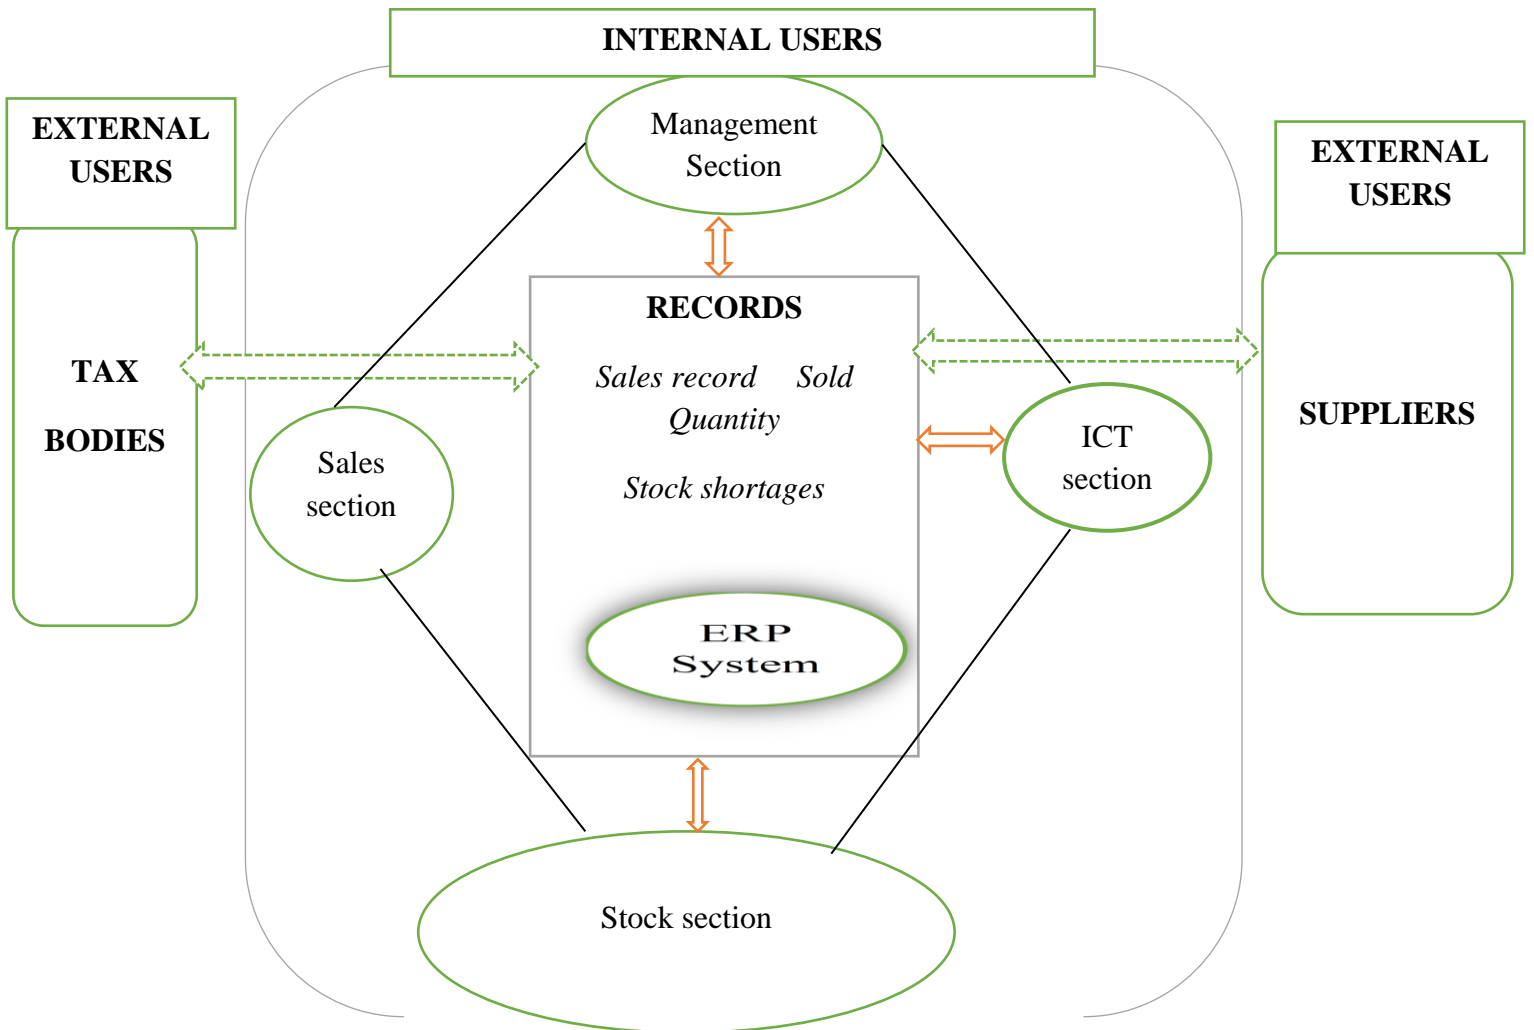 INTERNAL USERS
EXTERNAL
USERS
TAX
BODIES
Management
Section
RECORDS
Sales record Sold
Quantity
Stock shortages
ERP
System
Sales
section
ICT
section
Stock section
EXTERNAL
USERS
SUPPLIERS